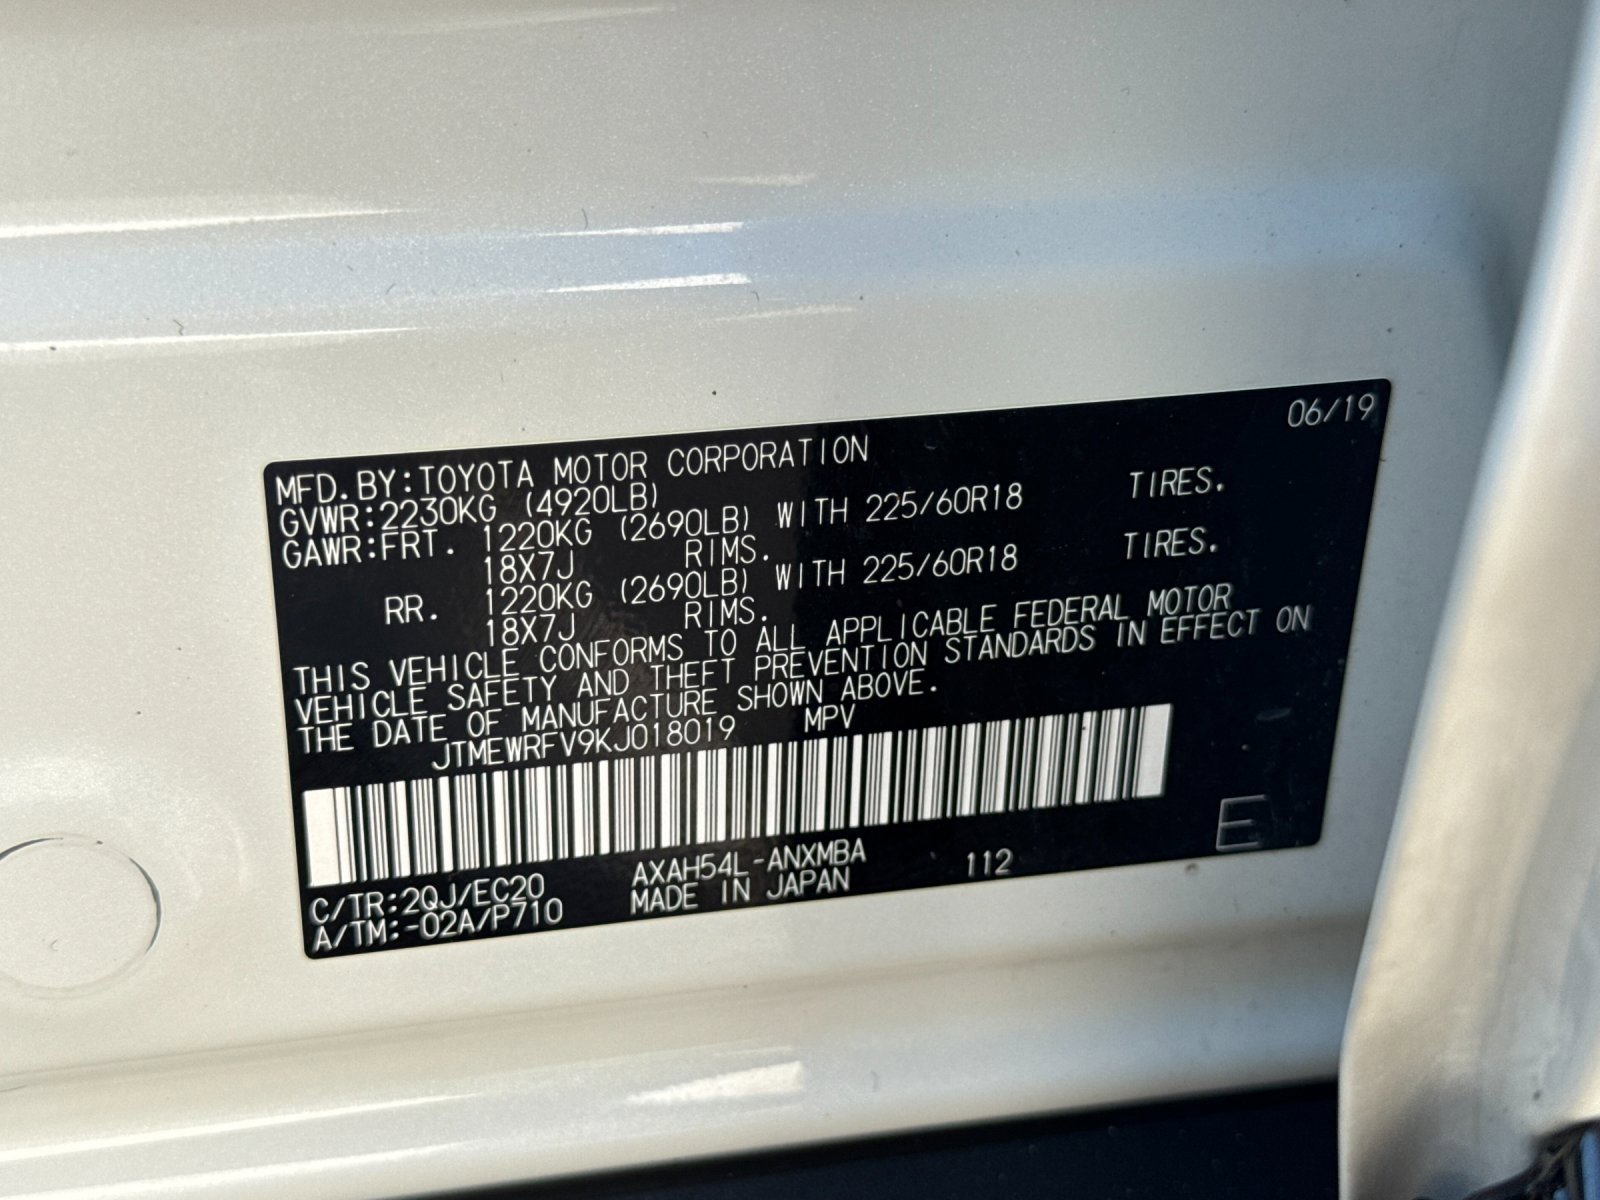 06/19
MFD.BY:TOYOTA MOTOR CORPORATION
GVWR:2230KG (4920LB)
GAWR:FRT. 1220KG (2690LB) WITH 225/60R18 TIRES.
18X7J RIMS.
RR. 1220KG (2690LB) WITH 225/60R18 TIRES.
18X7J RIMS.
THIS VEHICLE CONFORMS TO ALL APPLICABLE FEDERAL MOTOR
VEHICLE SAFETY AND THEFT PREVENTION STANDARDS IN EFFECT ON
THE DATE OF MANUFACTURE SHOWN ABOVE.
JTMEWRFV9KJ018019 MPV
C/TR:2QJ/EC20 AXAH54L-ANXMBA 112
A/TM:-02A/P710 MADE IN JAPAN
E